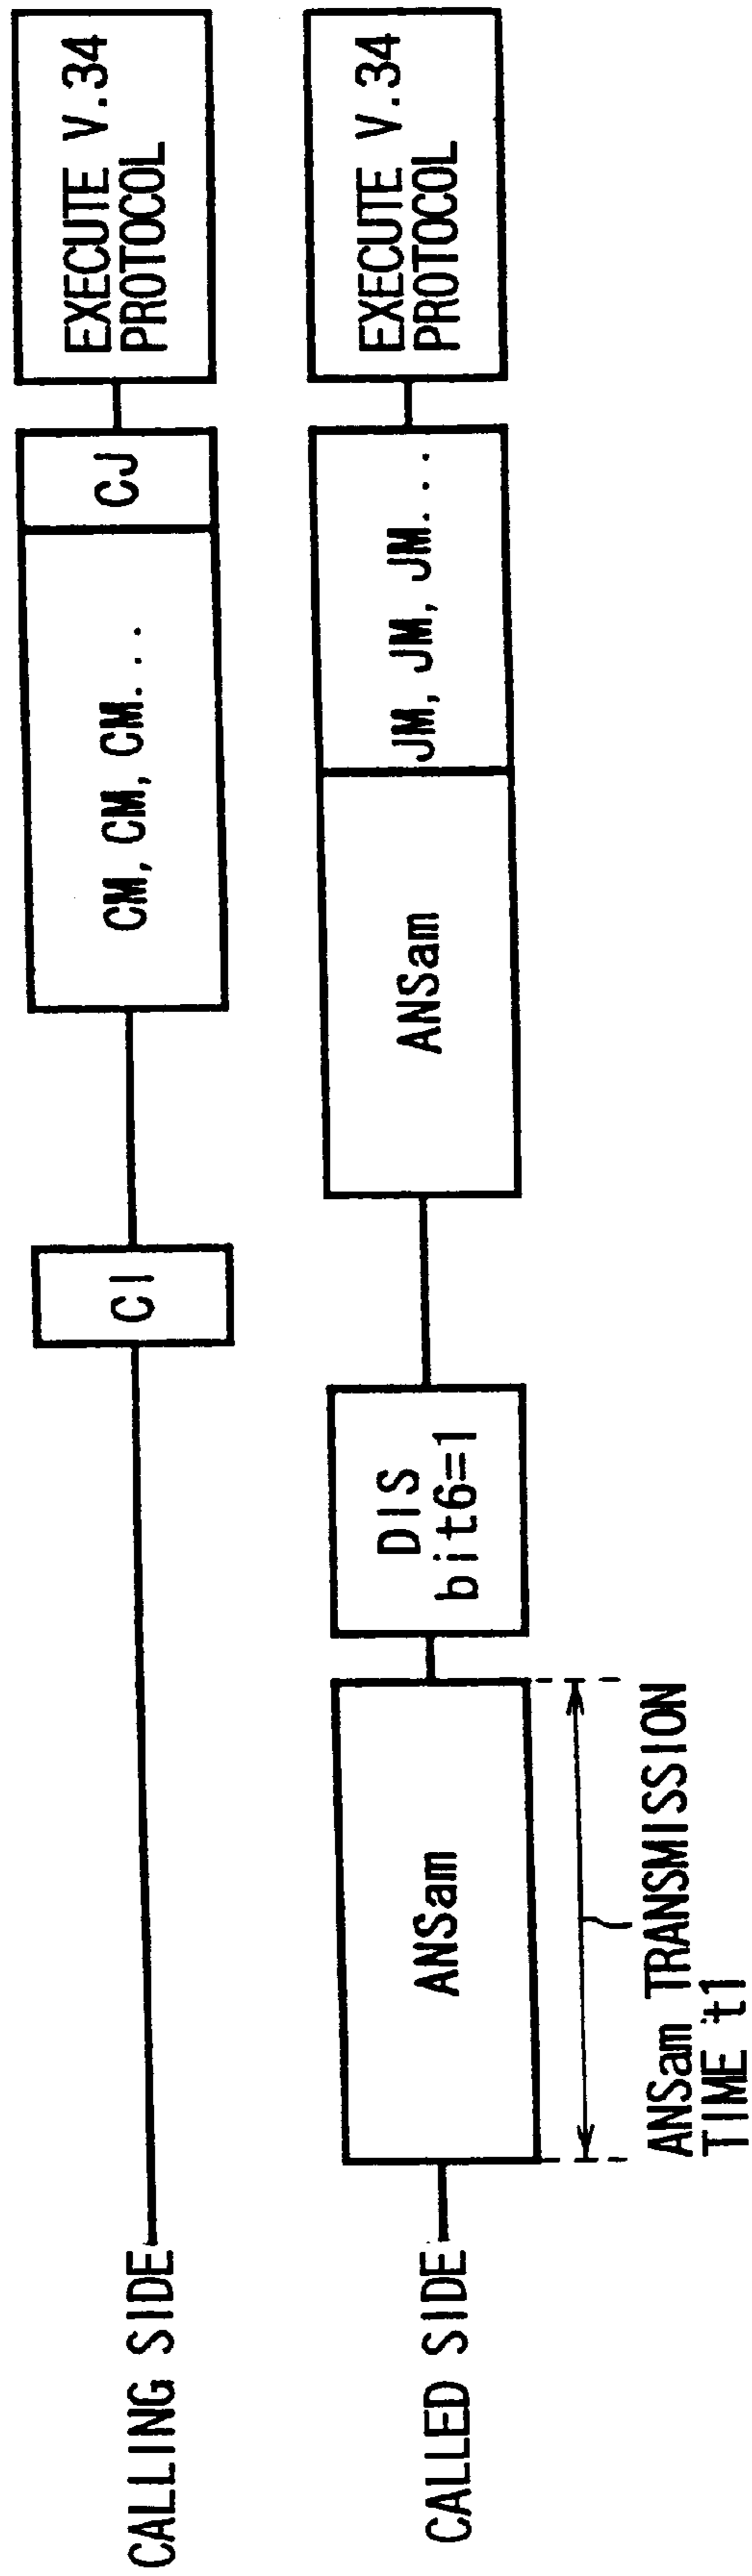 CALLING SIDE
CI
CM, CM, CM...
CJ
EXECUTE V.34
PROTOCOL
CALLED SIDE
ANSam
DIS
bit6=1
ANSam
JM, JM, JM...
EXECUTE V.34
PROTOCOL
ANSam TRANSMISSION
TIME t1